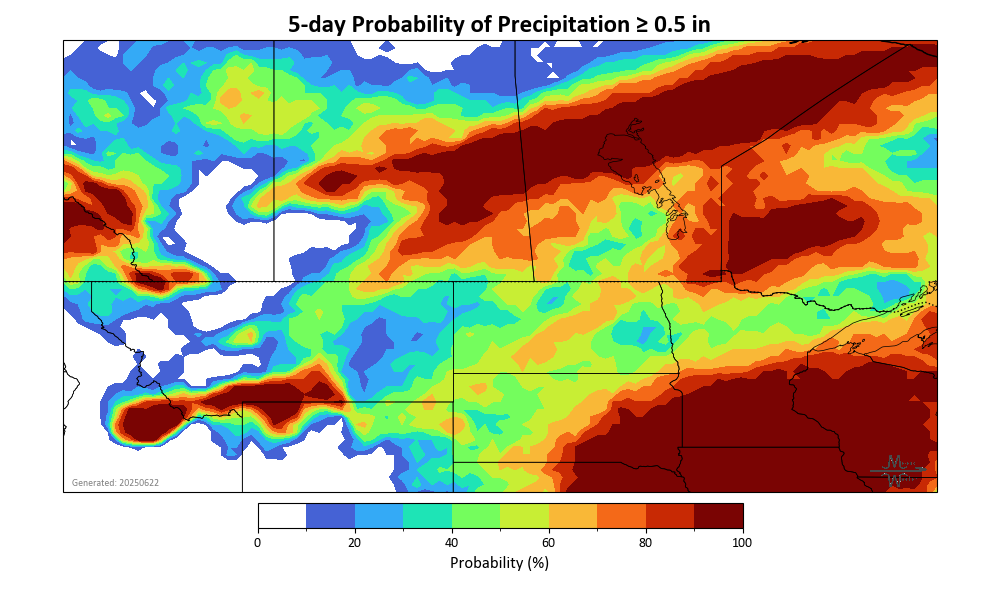 5-day Probability of Precipitation ≥ 0.5 in
Generated: 20250622
0 20 40 60 80 100
Probability (%)